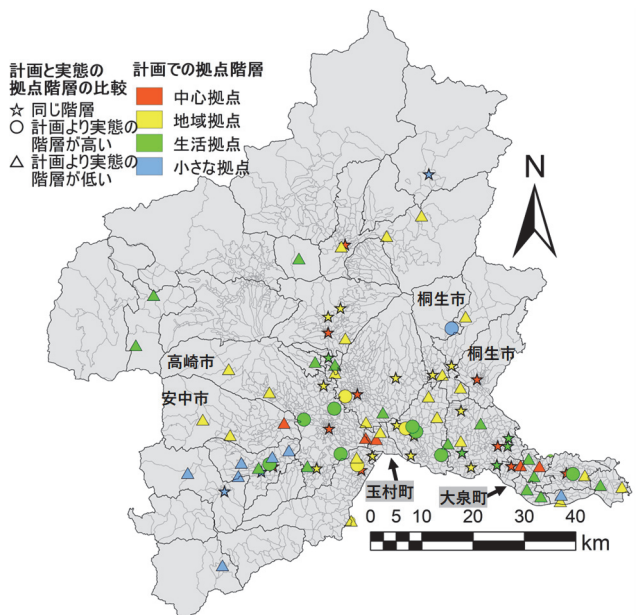 計画と実態の
拠点階層の比較
☆ 同じ階層
○ 計画より実態の
階層が高い
△ 計画より実態の
階層が低い
計画での拠点階層
中心拠点
地域拠点
生活拠点
小さな拠点
N
桐生市
桐生市
高崎市
安中市
玉村町
大泉町
0 5 10 20 30 40
km